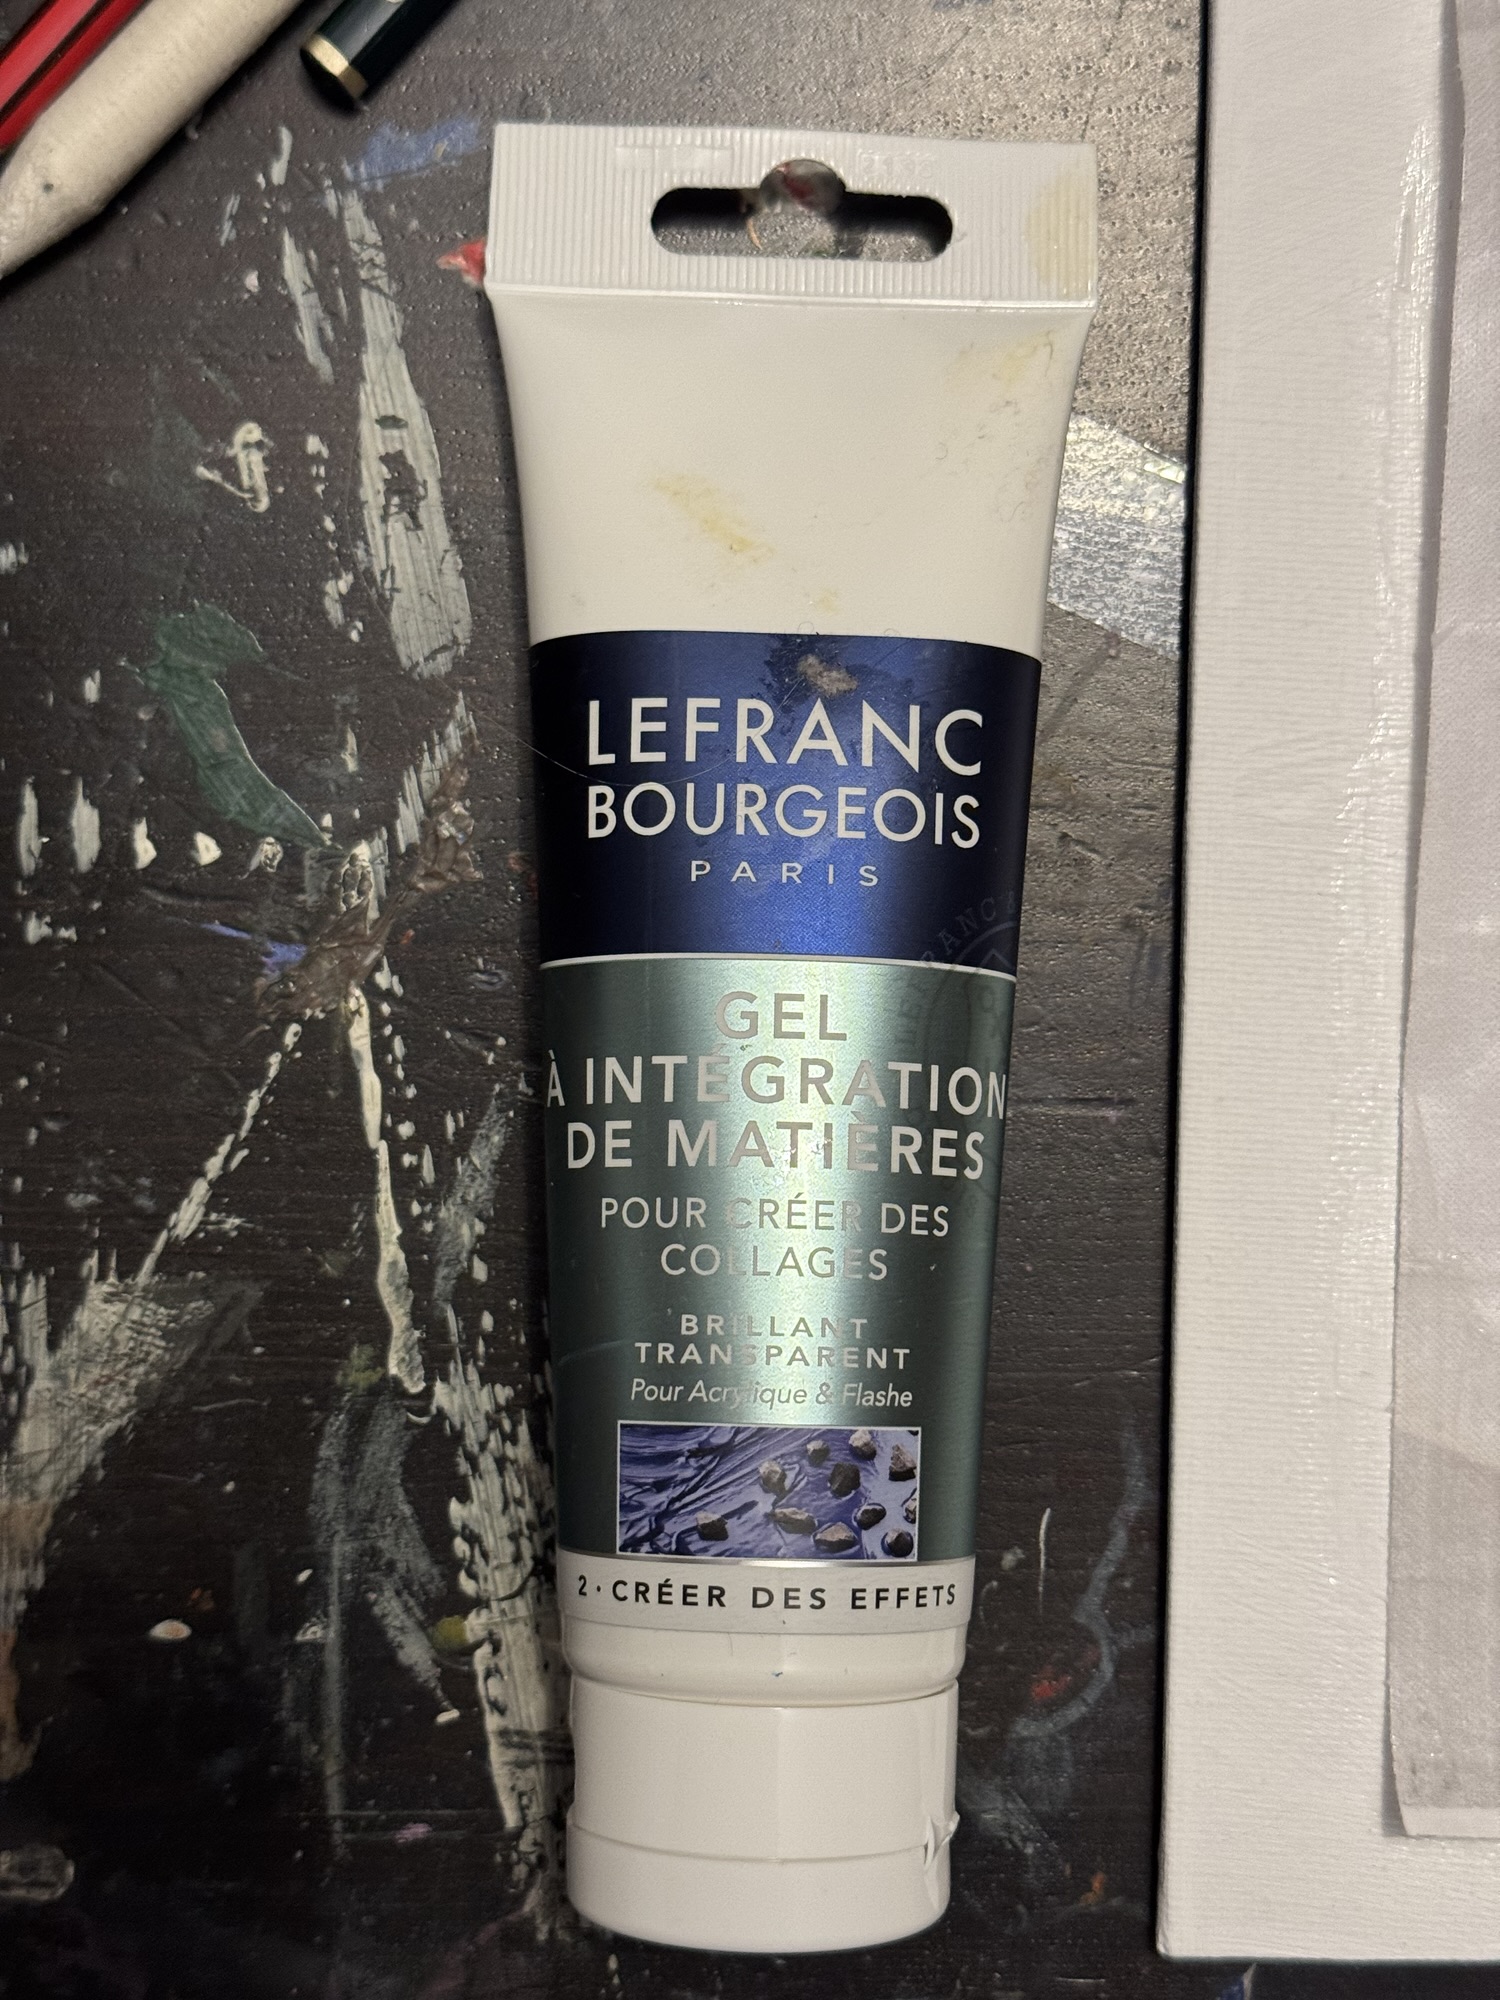 LEFRANC
BOURGEOIS
PARIS
GEL
À INTÉGRATION
DE MATIÈRES
POUR CRÉER DES
COLLAGES
BRILLANT
TRANSPARENT
Pour Acrylique & Flashe
2 · CRÉER DES EFFETS